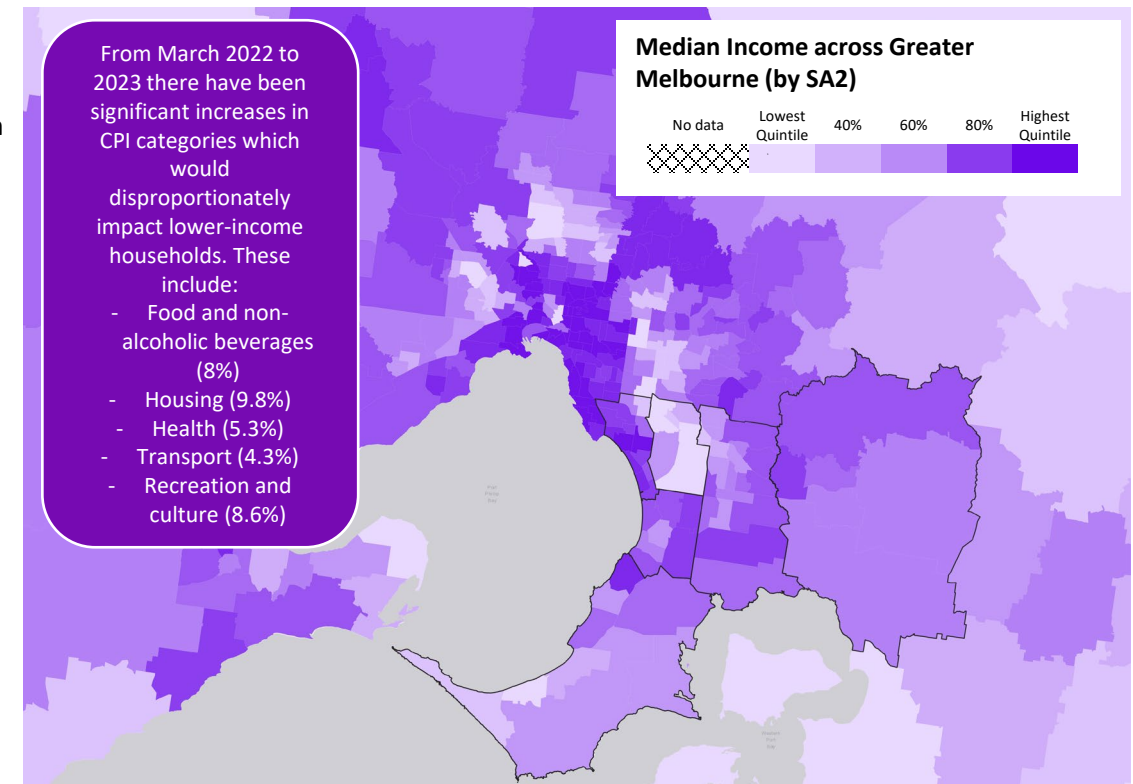 From March 2022 to
2023 there have been
significant increases in
CPI categories which
would
disproportionately
impact lower-income
households. These
include:
- Food and non-
alcoholic beverages
(8%)
- Housing (9.8%)
- Health (5.3%)
- Transport (4.3%)
- Recreation and
culture (8.6%)
Median Income across Greater
Melbourne (by SA2)
No data
Lowest
Quintile
40%
60%
80%
Highest
Quintile